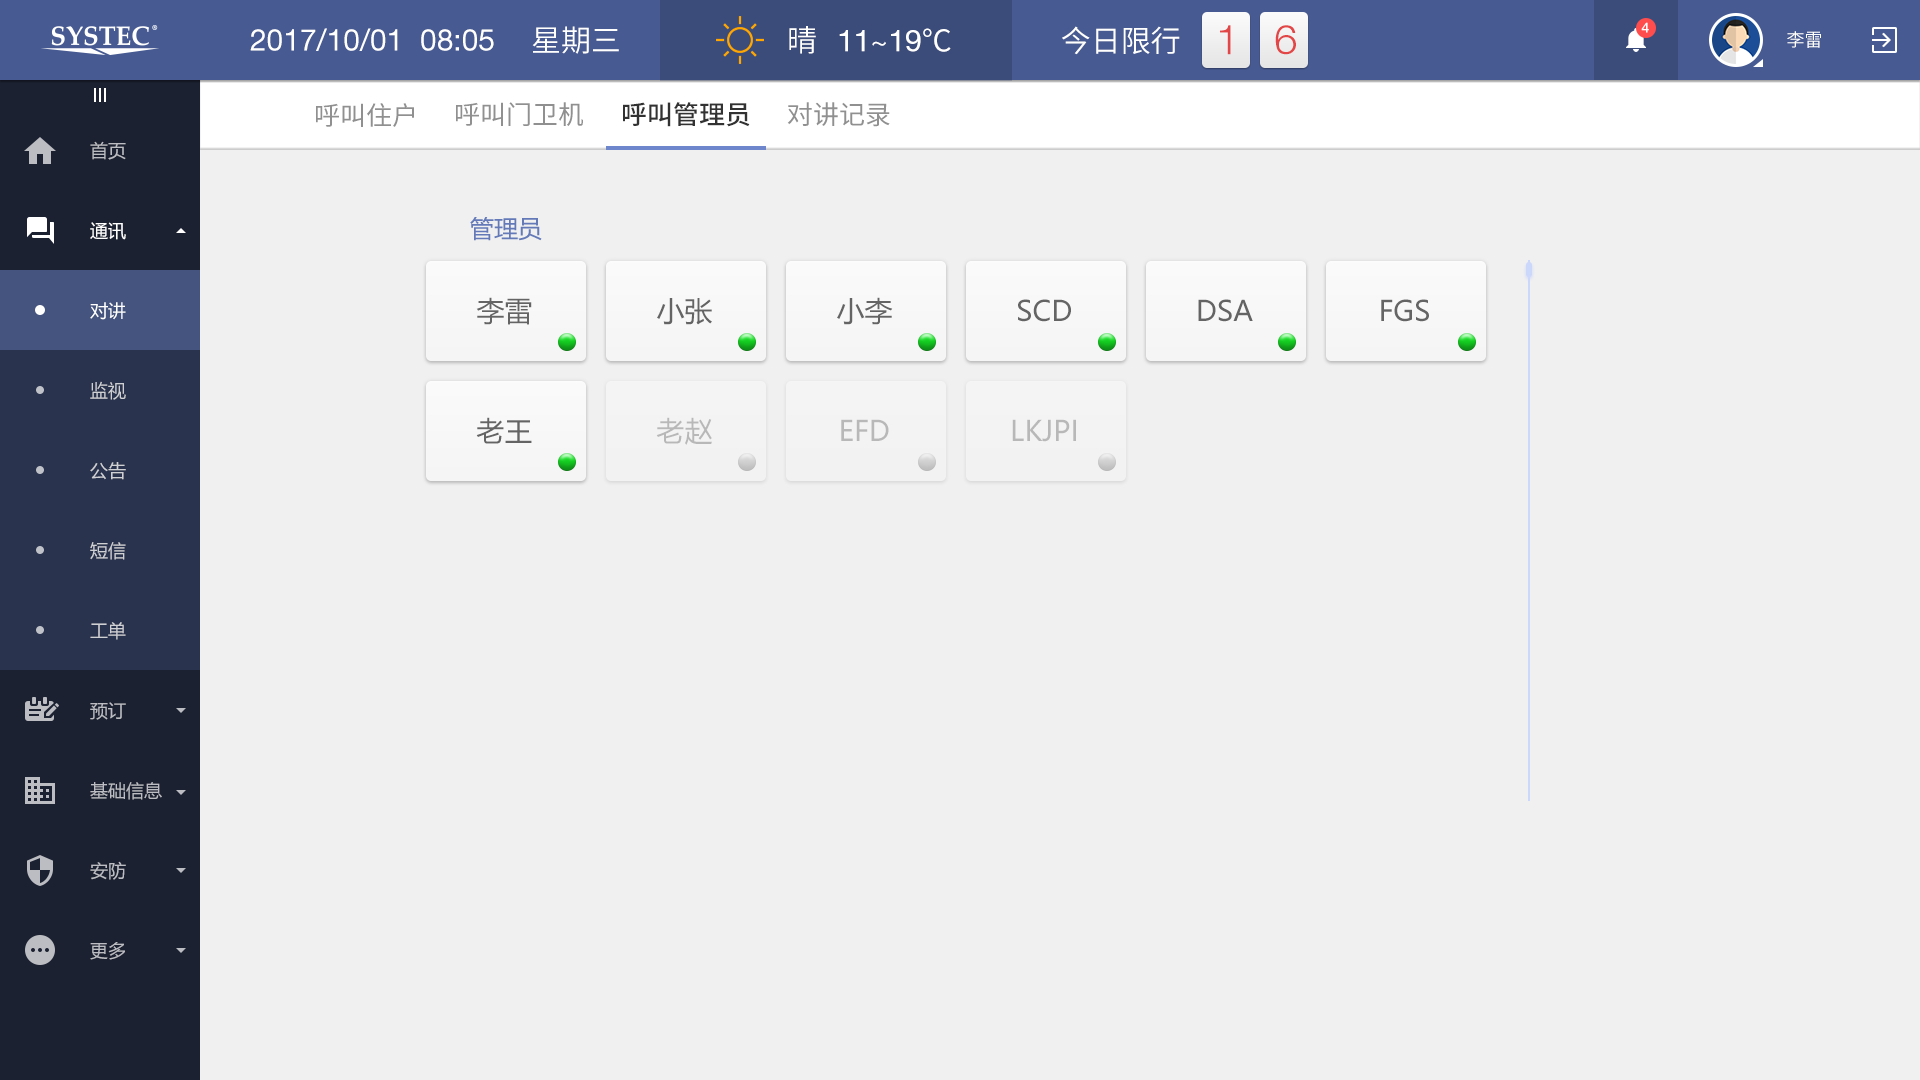 SYSTEC®
2017/10/01 08:05 星期三
晴 11~19℃
今日限行 1 6
4
李雷
首页
通讯
对讲
监视
公告
短信
工单
预订
基础信息
安防
更多
呼叫住户 呼叫门卫机 呼叫管理员 对讲记录
管理员
李雷 小张 小李 SCD DSA FGS
老王 老赵 EFD LKJPI